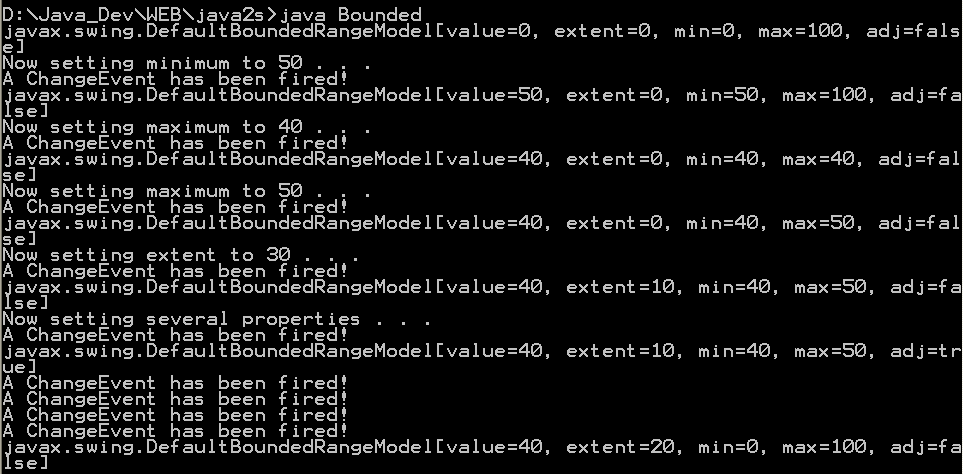 D:\Java_Dev\WEB\java2s>java Bounded
javax.swing.DefaultBoundedRangeModel[value=0, extent=0, min=0, max=100, adj=fals
e]
Now setting minimum to 50 . . .
A ChangeEvent has been fired!
javax.swing.DefaultBoundedRangeModel[value=50, extent=0, min=50, max=100, adj=fa
lse]
Now setting maximum to 40 . . .
A ChangeEvent has been fired!
javax.swing.DefaultBoundedRangeModel[value=40, extent=0, min=40, max=40, adj=fal
se]
Now setting maximum to 50 . . .
A ChangeEvent has been fired!
javax.swing.DefaultBoundedRangeModel[value=40, extent=0, min=40, max=50, adj=fal
se]
Now setting extent to 30 . . .
A ChangeEvent has been fired!
javax.swing.DefaultBoundedRangeModel[value=40, extent=10, min=40, max=50, adj=fa
lse]
Now setting several properties . . .
A ChangeEvent has been fired!
javax.swing.DefaultBoundedRangeModel[value=40, extent=10, min=40, max=50, adj=tr
ue]
A ChangeEvent has been fired!
A ChangeEvent has been fired!
A ChangeEvent has been fired!
A ChangeEvent has been fired!
javax.swing.DefaultBoundedRangeModel[value=40, extent=20, min=0, max=100, adj=fa
lse]